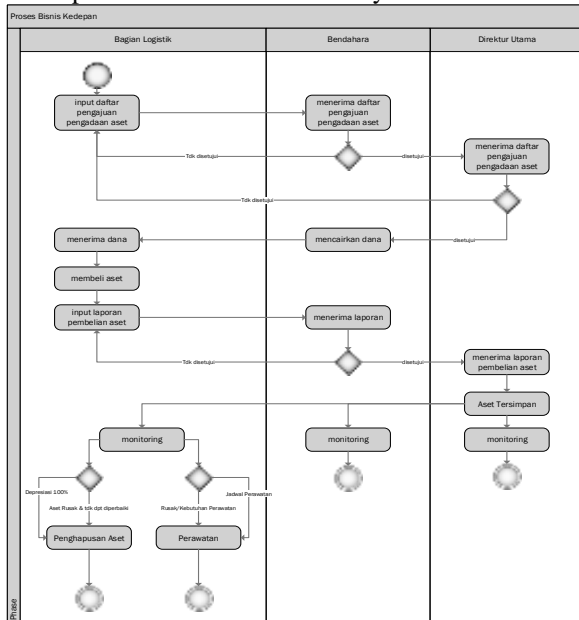 Proses Bisnis Kedepan
Bagian Logistik
Bendahara
Direktur Utama
input daftar
pengajuan
pengadaan aset
menerima daftar
pengajuan
pengadaan aset
Tdk disetujui
disetujui
menerima daftar
pengajuan
pengadaan aset
Tdk disetujui
menerima dana
mencairkan dana
disetujui
membeli aset
input laporan
pembelian aset
menerima laporan
Tdk disetujui
disetujui
menerima laporan
pembelian aset
Aset Tersimpan
monitoring
monitoring
monitoring
Depresiasi 100%
Jadwal Perawatan
Aset Rusak & tdk dpt diperbaiki
Rusak/Kebutuhan Perawatan
Penghapusan Aset
Perawatan
Phase